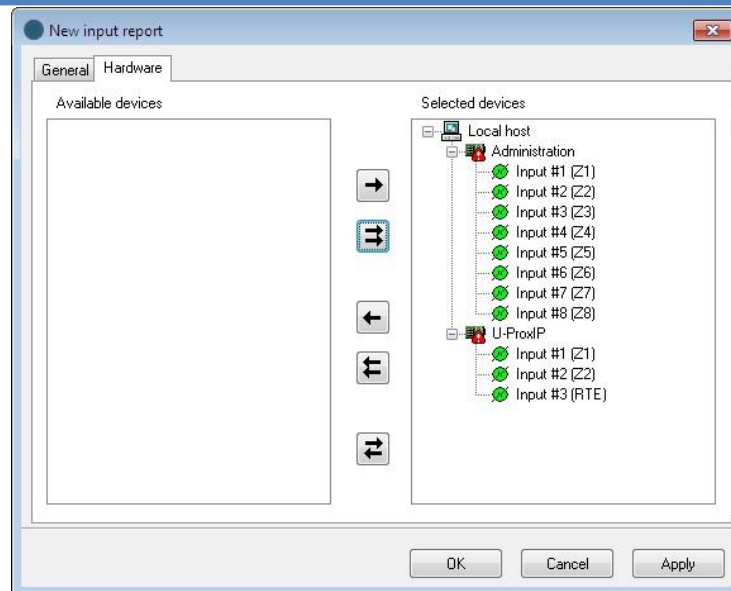 New input report
General
Hardware
Available devices
Selected devices
Local host
Administration
Input #1 (Z1)
Input #2 (Z2)
Input #3 (Z3)
Input #4 (Z4)
Input #5 (Z5)
Input #6 (Z6)
Input #7 (Z7)
Input #8 (Z8)
U-ProxIP
Input #1 (Z1)
Input #2 (Z2)
Input #3 (RTE)
OK
Cancel
Apply